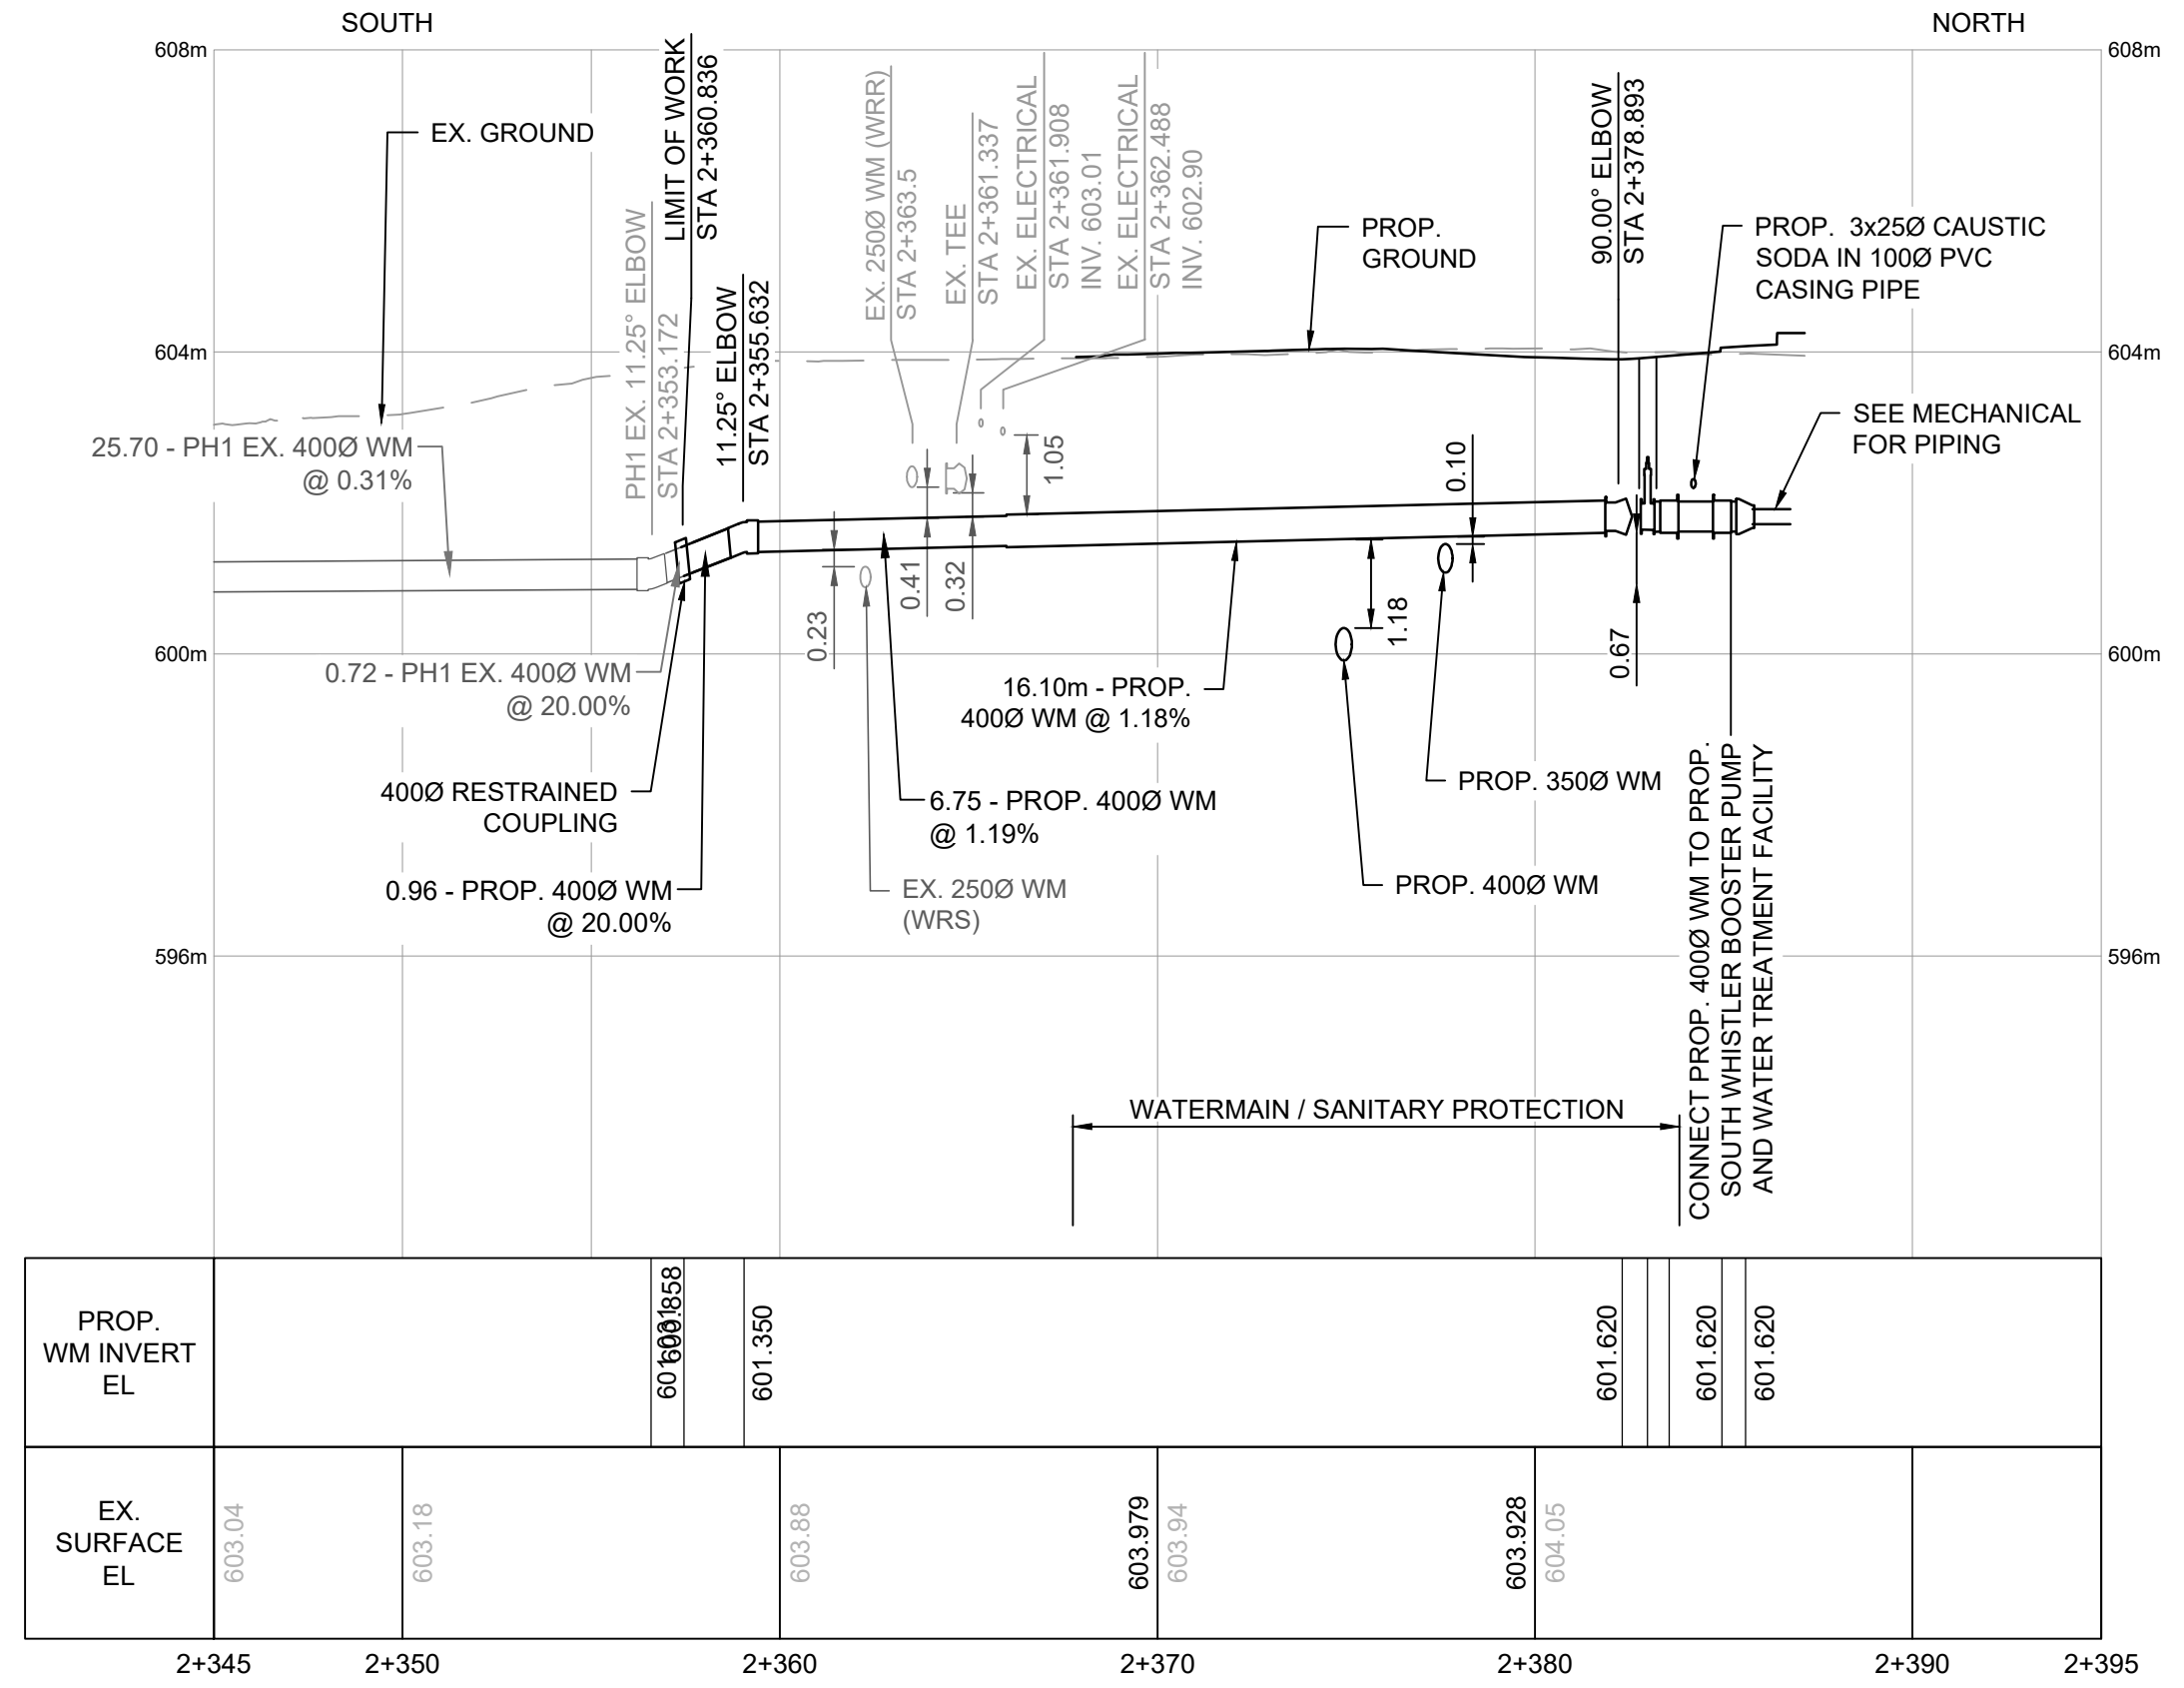 SOUTH
NORTH
608m
608m
604m
604m
600m
600m
596m
596m
EX. GROUND
LIMIT OF WORK
STA 2+360.836
PH1 EX. 11.25° ELBOW
STA 2+353.172
11.25° ELBOW
STA 2+355.632
EX. 250Ø WM (WRR)
STA 2+363.5
EX. TEE
STA 2+361.337
EX. ELECTRICAL
STA 2+361.908
INV. 603.01
EX. ELECTRICAL
STA 2+362.488
INV. 602.90
PROP.
GROUND
90.00° ELBOW
STA 2+378.893
PROP.  3x25Ø CAUSTIC
SODA IN 100Ø PVC
CASING PIPE
SEE MECHANICAL
FOR PIPING
25.70 - PH1 EX. 400Ø WM
@ 0.31%
1.05
0.10
0.23
0.41
0.32
1.18
0.67
0.72 - PH1 EX. 400Ø WM
@ 20.00%
16.10m - PROP.
400Ø WM @ 1.18%
400Ø RESTRAINED
COUPLING
6.75 - PROP. 400Ø WM
@ 1.19%
PROP. 350Ø WM
0.96 - PROP. 400Ø WM
@ 20.00%
EX. 250Ø WM
(WRS)
PROP. 400Ø WM
CONNECT PROP. 400Ø WM TO PROP.
SOUTH WHISTLER BOOSTER PUMP
AND WATER TREATMENT FACILITY
WATERMAIN / SANITARY PROTECTION
PROP.
WM INVERT
EL
600.858
601.350
601.620
601.620
601.620
EX.
SURFACE
EL
603.04
603.18
603.88
603.979
603.94
603.928
604.05
2+345
2+350
2+360
2+370
2+380
2+390
2+395